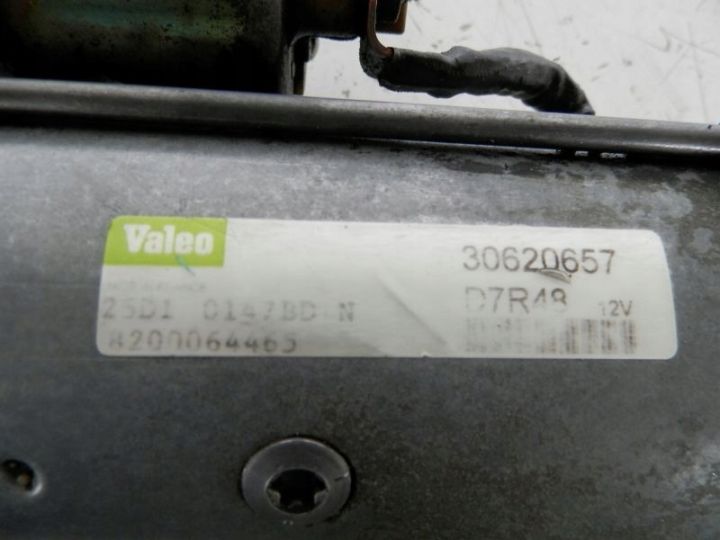 Valeo
30620657
25D1 0147BD N
D7R48 12V
8200064465